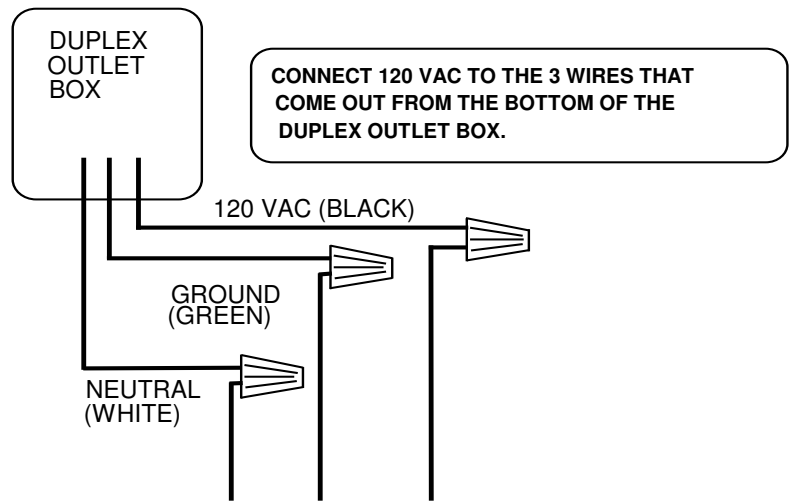 DUPLEX
OUTLET
BOX
CONNECT 120 VAC TO THE 3 WIRES THAT
COME OUT FROM THE BOTTOM OF THE
DUPLEX OUTLET BOX.
120 VAC (BLACK)
GROUND
(GREEN)
NEUTRAL
(WHITE)